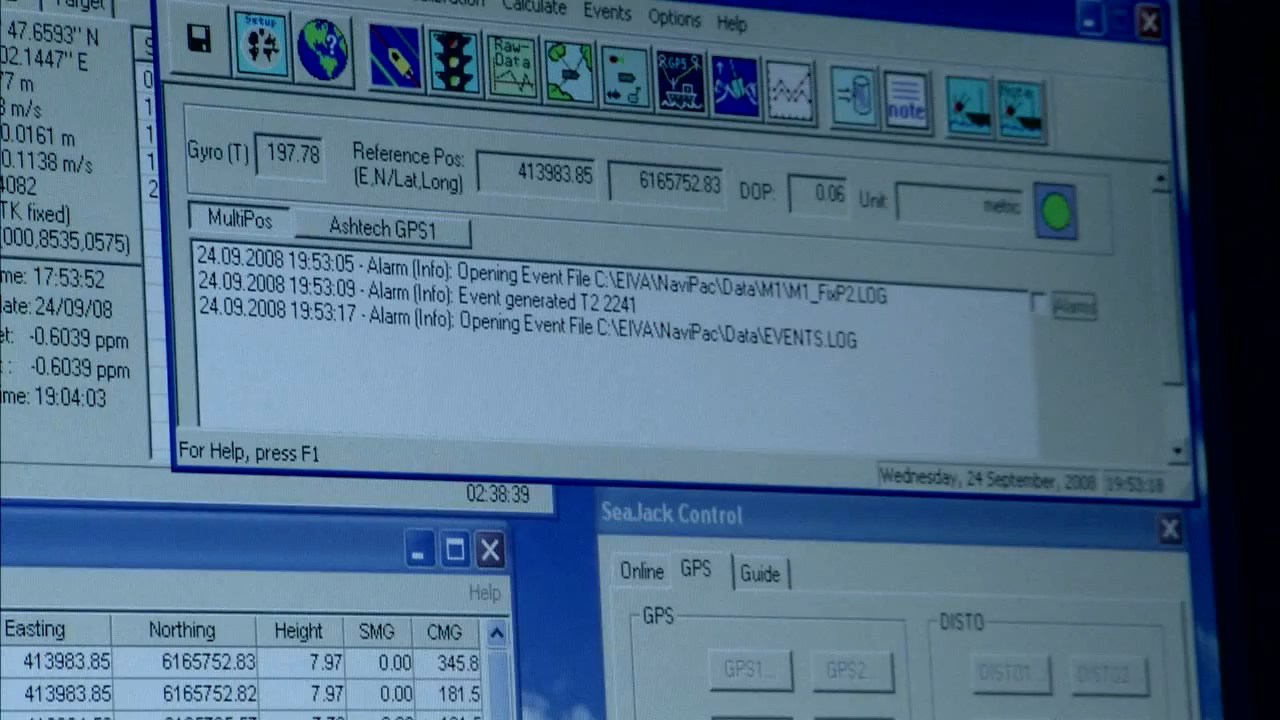 Target
Calculate Events Options Help
47.6593" N
02.1447" E
7 m
m/s
0.0161 m
0.1138 m/s
4082
TK fixed)
(000,8535,0575)
me: 17:53:52
ate: 24/09/08
et: -0.6039 ppm
: -0.6039 ppm
me: 19:04:03
Setup
Raw-Data
GPS
note
Gyro (T) 197.78 Reference Pos: (E,N/Lat,Long) 413983.85 6165752.83 DOP: 0.06 Unit: metric
MultiPos Ashtech GPS1
24.09.2008 19:53:05 - Alarm (Info): Opening Event File C:\EIVA\NaviPac\Data\M1\M1_FixP2.LOG
24.09.2008 19:53:09 - Alarm (Info): Event generated T2 2241
24.09.2008 19:53:17 - Alarm (Info): Opening Event File C:\EIVA\NaviPac\Data\EVENTS.LOG
Alarms
For Help, press F1
Wednesday, 24 September, 2008 19:53:18
02:38:39
Help
Easting Northing Height SMG CMG
413983.85 6165752.83 7.97 0.00 345.8
413983.85 6165752.82 7.97 0.00 181.5
SeaJack Control
Online GPS Guide
GPS DISTO
GPS1... GPS2... DISTO1... DISTO2...